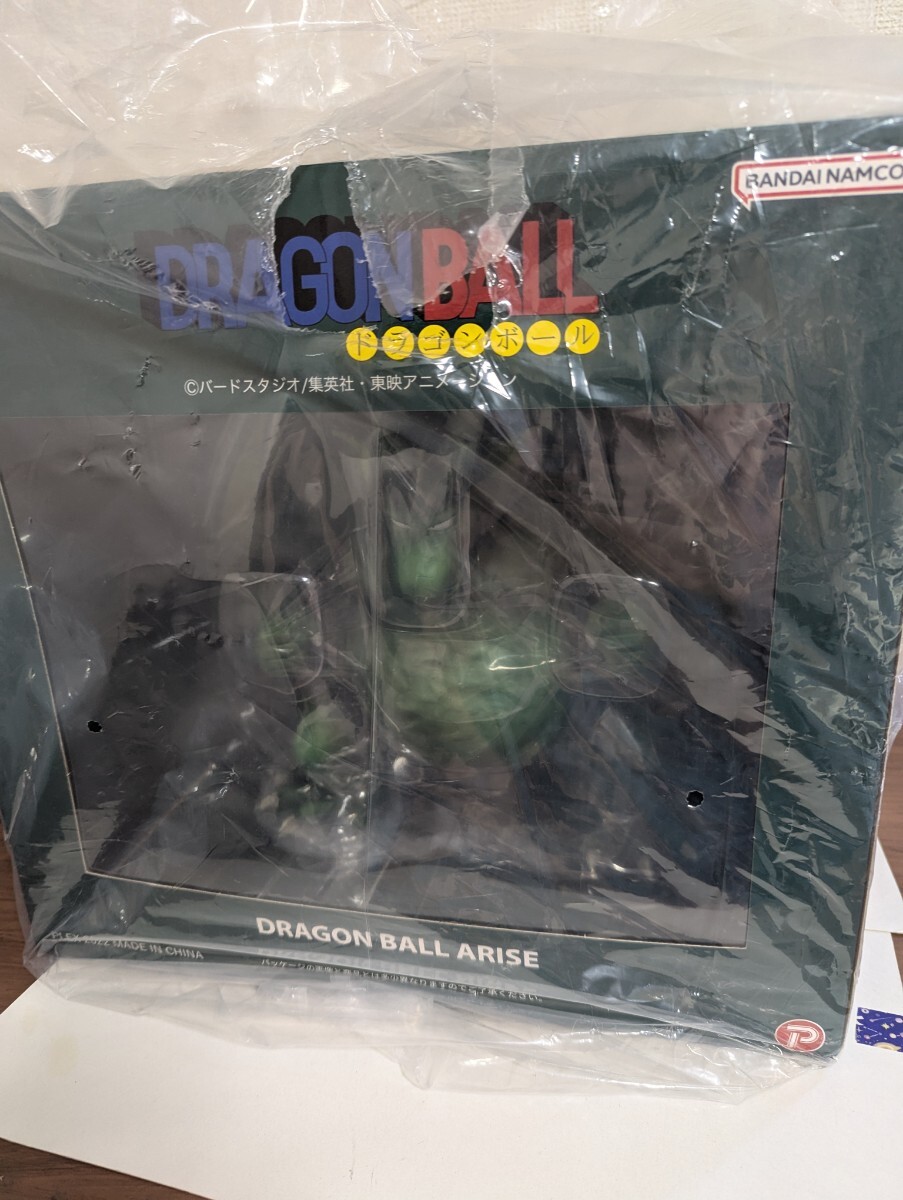 BANDAI NAMCO
DRAGON BALL
ドラゴンボール
©バードスタジオ/集英社・東映アニメーション
DRAGON BALL ARISE
2022 MADE IN CHINA